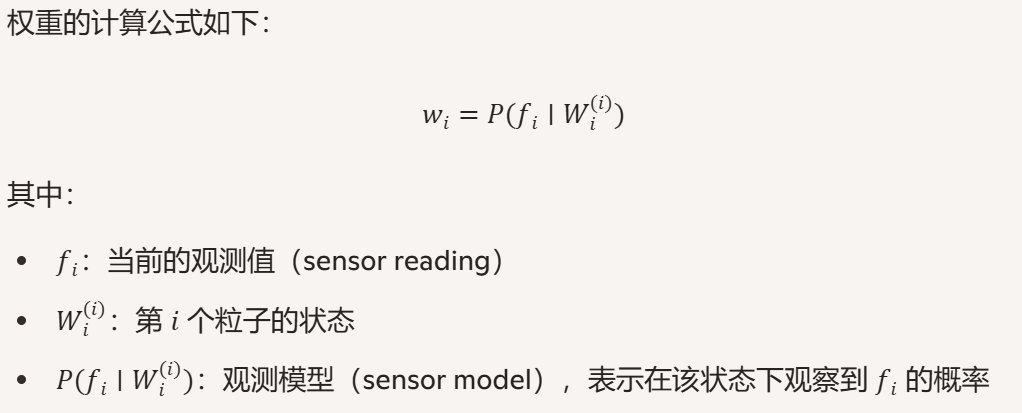 权重的计算公式如下：
w_i = P(f_i | W_i^{(i)})
其中：
• f_i：当前的观测值（sensor reading）
• W_i^{(i)}：第 i 个粒子的状态
• P(f_i | W_i^{(i)})：观测模型（sensor model），表示在该状态下观察到 f_i 的概率